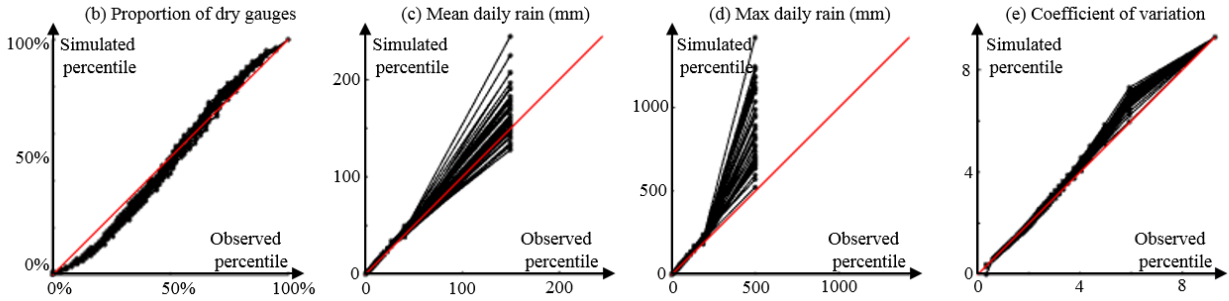 (b) Proportion of dry gauges
100%
Simulated
percentile
50%
0%
Observed
percentile
0%
50%
100%
(c) Mean daily rain (mm)
Simulated
percentile
200
100
0
Observed
percentile
0
100
200
(d) Max daily rain (mm)
Simulated
percentile
1000
500
0
Observed
percentile
0
500
1000
(e) Coefficient of variation
Simulated
percentile
8
4
0
Observed
percentile
0
4
8